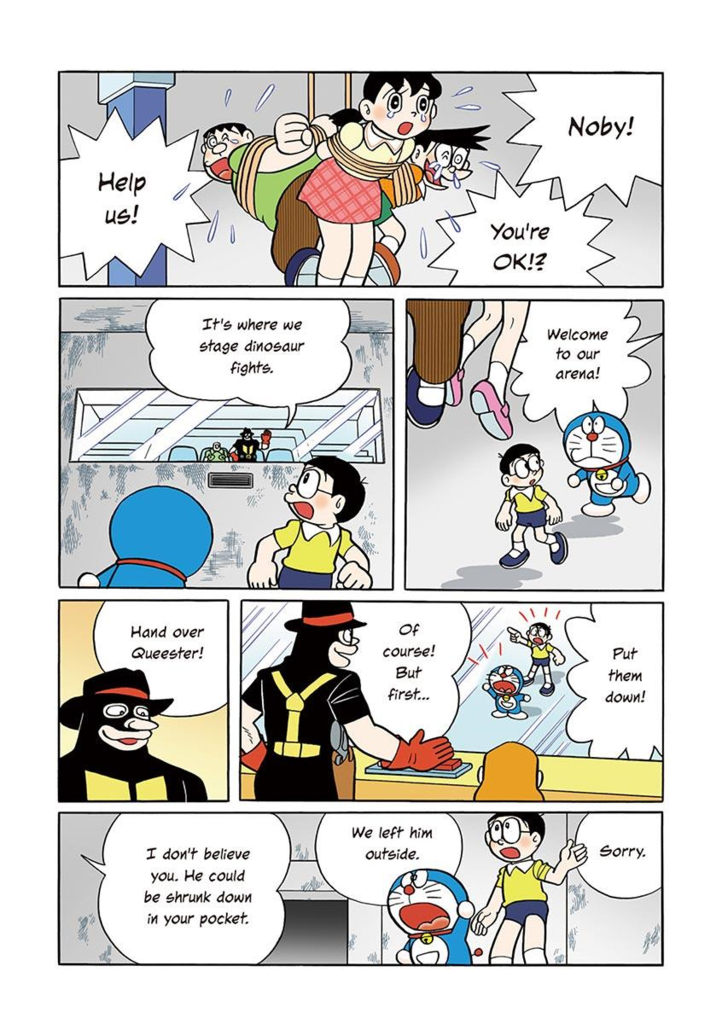 Noby!
You're
OK!?
Help
us!
Welcome
to our
arena!
It's where we
stage dinosaur
fights.
Put
them
down!
Of
course!
But
first...
Hand over
Queester!
Sorry.
We left him
outside.
I don't believe
you. He could
be shrunk down
in your pocket.